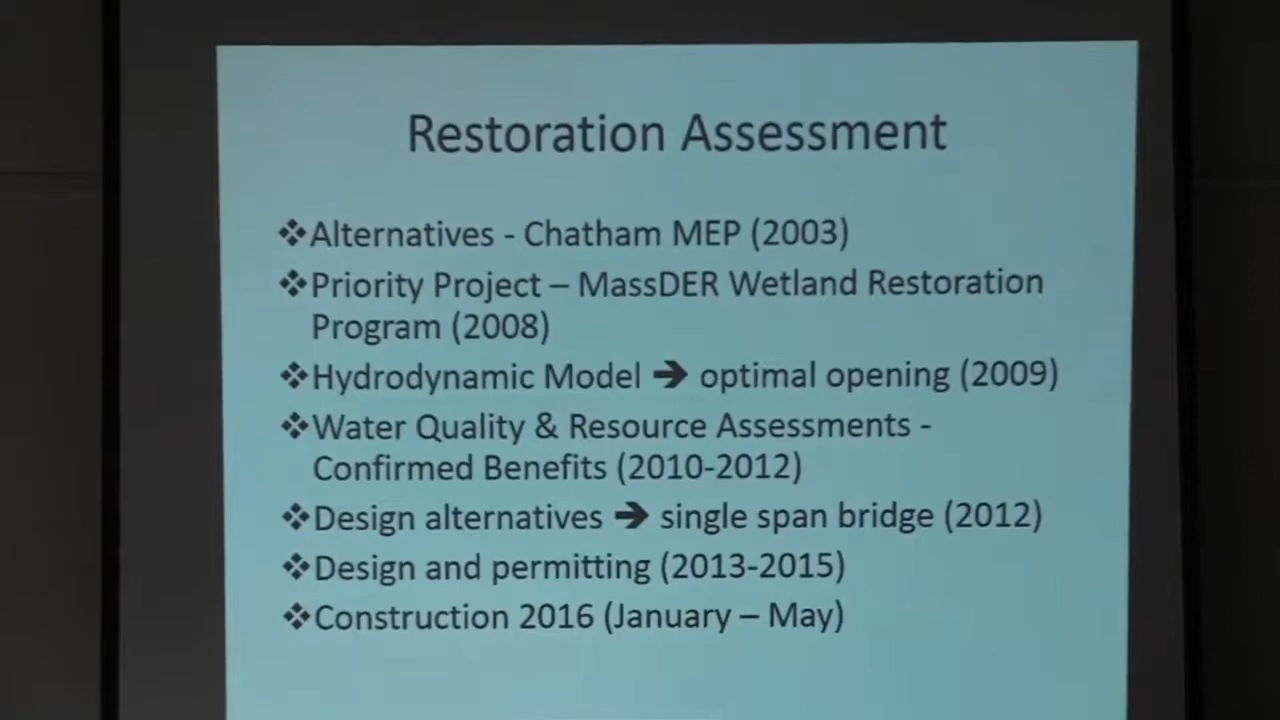 Restoration Assessment
❖Alternatives - Chatham MEP (2003)
❖Priority Project – MassDER Wetland Restoration
Program (2008)
❖Hydrodynamic Model ➔ optimal opening (2009)
❖Water Quality & Resource Assessments -
Confirmed Benefits (2010-2012)
❖Design alternatives ➔ single span bridge (2012)
❖Design and permitting (2013-2015)
❖Construction 2016 (January – May)